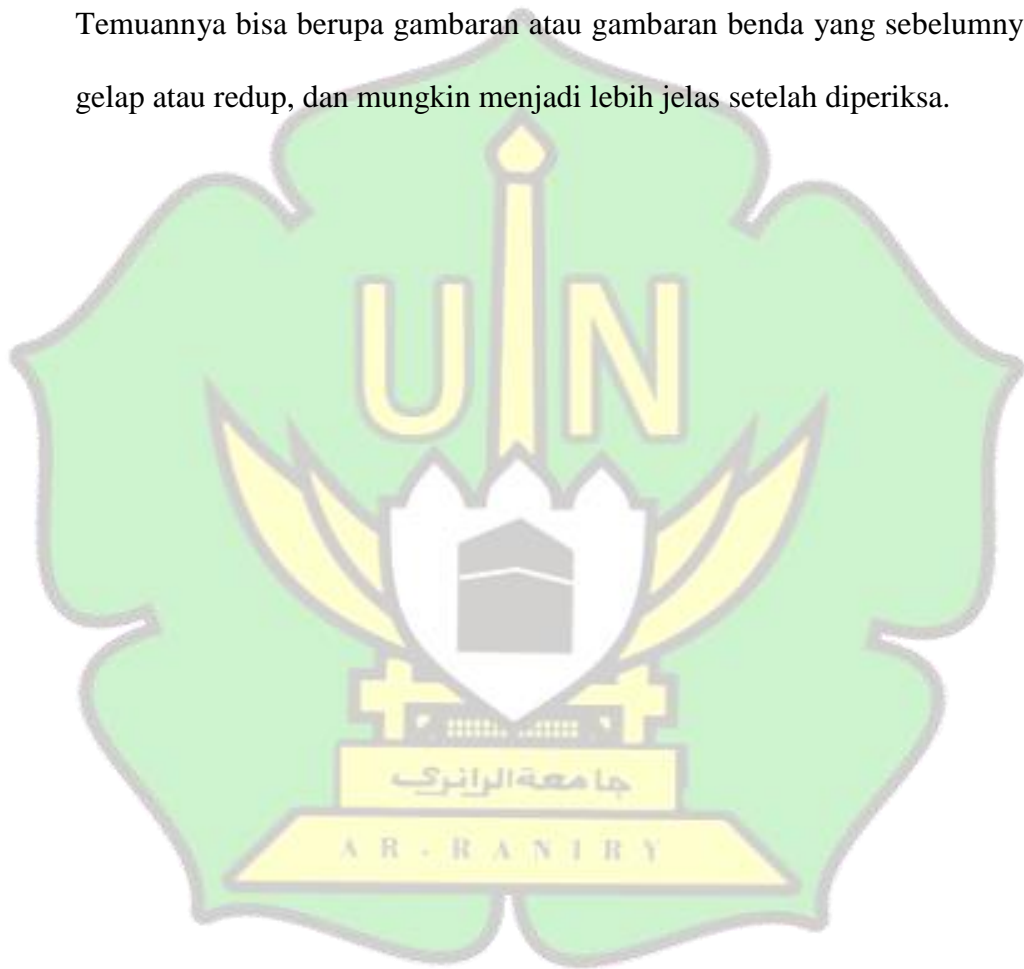 Temuannya bisa berupa gambaran atau gambaran benda yang sebelumny
gelap atau redup, dan mungkin menjadi lebih jelas setelah diperiksa.
UIN
جامعةالرانرك
AR-RANIRY